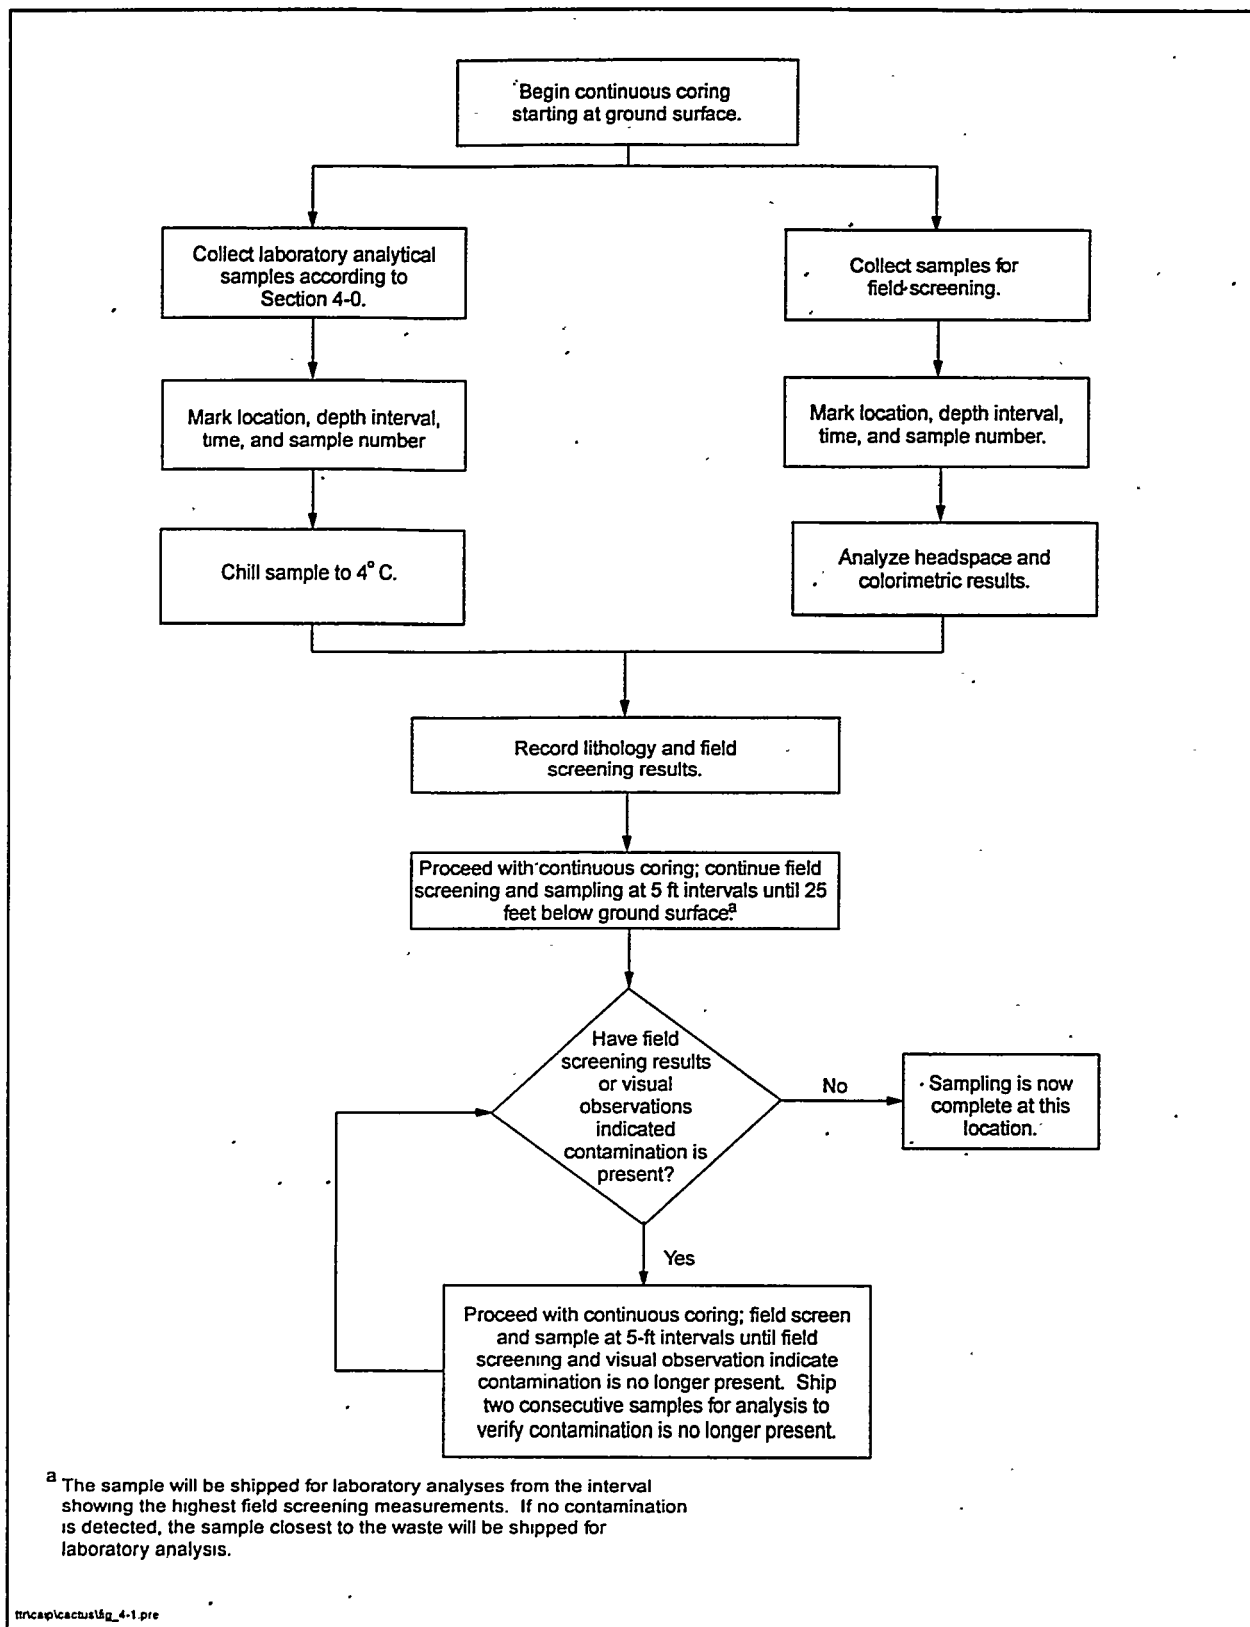 Begin continuous coring
starting at ground surface.
Collect laboratory analytical
samples according to
Section 4-0.
Collect samples for
field screening.
Mark location, depth interval,
time, and sample number
Mark location, depth interval,
time, and sample number.
Chill sample to 4° C.
Analyze headspace and
colorimetric results.
Record lithology and field
screening results.
Proceed with continuous coring; continue field
screening and sampling at 5 ft intervals until 25
feet below ground surface.a
Have field
screening results
or visual
observations
indicated
contamination is
present?
No
Sampling is now
complete at this
location.
Yes
Proceed with continuous coring; field screen
and sample at 5-ft intervals until field
screening and visual observation indicate
contamination is no longer present. Ship
two consecutive samples for analysis to
verify contamination is no longer present.
a The sample will be shipped for laboratory analyses from the interval
showing the highest field screening measurements. If no contamination
is detected, the sample closest to the waste will be shipped for
laboratory analysis.
ttr\caip\cactus\fig_4-1.pre